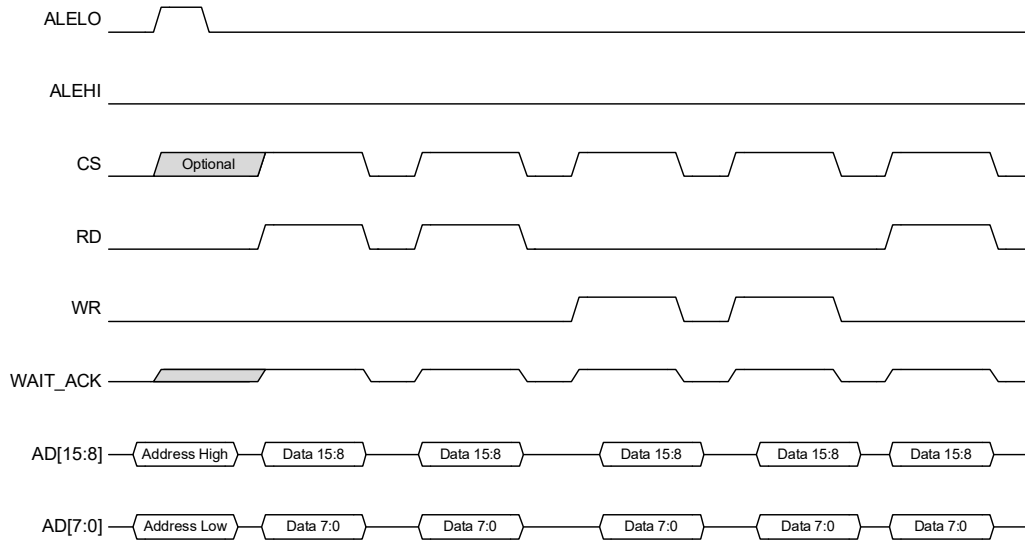 ALELO
ALEHI
CS Optional
RD
WR
WAIT_ACK
AD[15:8] Address High Data 15:8 Data 15:8 Data 15:8 Data 15:8 Data 15:8
AD[7:0] Address Low Data 7:0 Data 7:0 Data 7:0 Data 7:0 Data 7:0